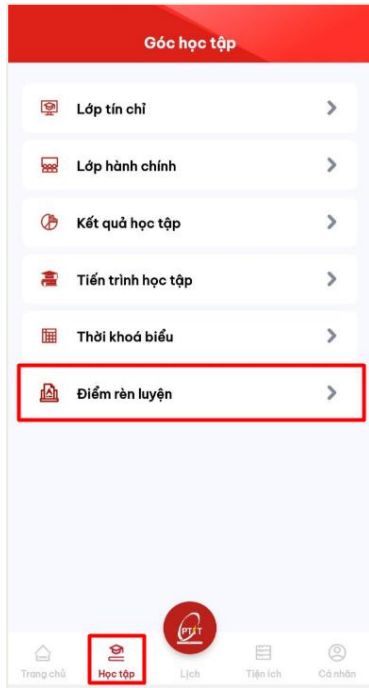 Góc học tập
Lớp tín chỉ
Lớp hành chính
Kết quả học tập
Tiến trình học tập
Thời khoá biểu
Điểm rèn luyện
PTIT
Trang chủ
Học tập
Lịch
Tiện ích
Cá nhân